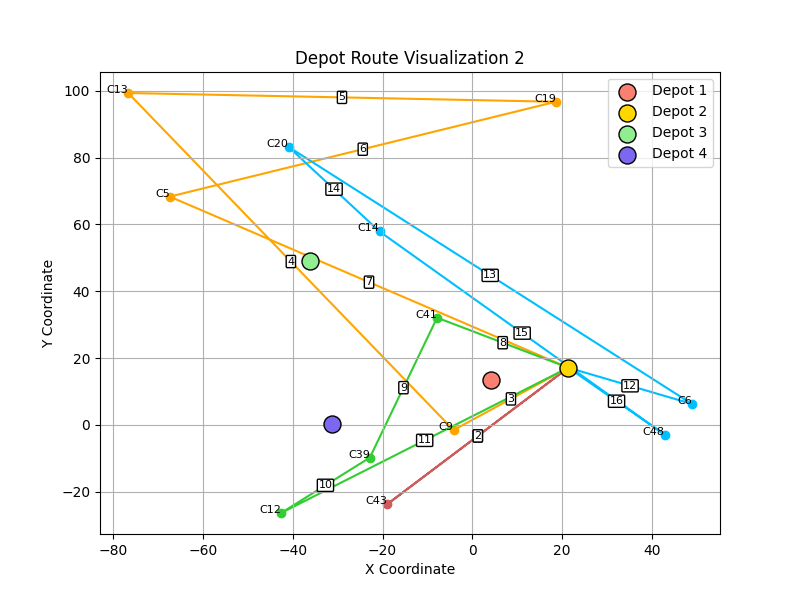 Depot Route Visualization 2
Depot 1
Depot 2
Depot 3
Depot 4
Y Coordinate
100
80
60
40
20
0
−20
C13
5
C19
C20
6
14
C5
C14
4
13
7
C41
15
8
12
9
3
16
C6
C9
2
C48
11
C39
10
C43
C12
−80
−60
−40
−20
0
20
40
X Coordinate